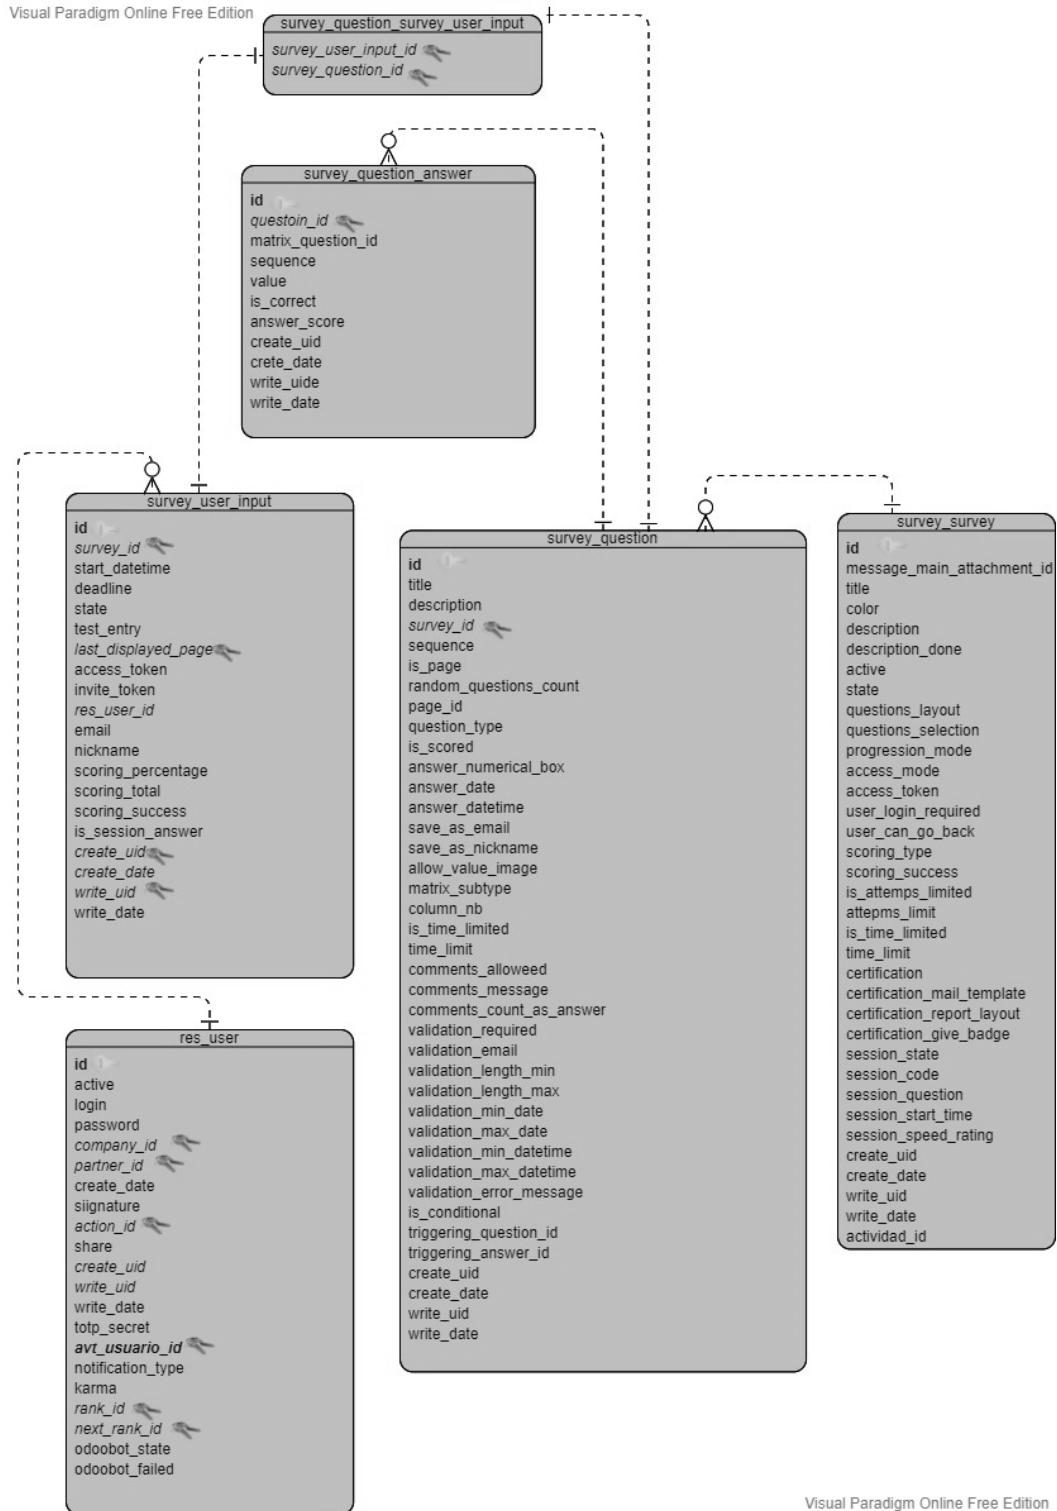 Visual Paradigm Online Free Edition
survey_question_survey_user_input
survey_user_input_id
survey_question_id
survey_question_answer
id
questoin_id
matrix_question_id
sequence
value
is_correct
answer_score
create_uid
crete_date
write_uide
write_date
survey_user_input
id
survey_id
start_datetime
deadline
state
test_entry
last_displayed_page
access_token
invite_token
res_user_id
email
nickname
scoring_percentage
scoring_total
scoring_success
is_session_answer
create_uid
create_date
write_uid
write_date
survey_question
id
title
description
survey_id
sequence
is_page
random_questions_count
page_id
question_type
is_scored
answer_numerical_box
answer_date
answer_datetime
save_as_email
save_as_nickname
allow_value_image
matrix_subtype
column_nb
is_time_limited
time_limit
comments_alloweed
comments_message
comments_count_as_answer
validation_required
validation_email
validation_length_min
validation_length_max
validation_min_date
validation_max_date
validation_min_datetime
validation_max_datetime
validation_error_message
is_conditional
triggering_question_id
triggering_answer_id
create_uid
create_date
write_uid
write_date
survey_survey
id
message_main_attachment_id
title
color
description
description_done
active
state
questions_layout
questions_selection
progression_mode
access_mode
access_token
user_login_required
user_can_go_back
scoring_type
scoring_success
is_attemps_limited
attepms_limit
is_time_limited
time_limit
certification
certification_mail_template
certification_report_layout
certification_give_badge
session_state
session_code
session_question
session_start_time
session_speed_rating
create_uid
create_date
write_uid
write_date
actividad_id
res_user
id
active
login
password
company_id
partner_id
create_date
siignature
action_id
share
create_uid
write_uid
write_date
totp_secret
avt_usuario_id
notification_type
karma
rank_id
next_rank_id
odoobot_state
odoobot_failed
Visual Paradigm Online Free Edition